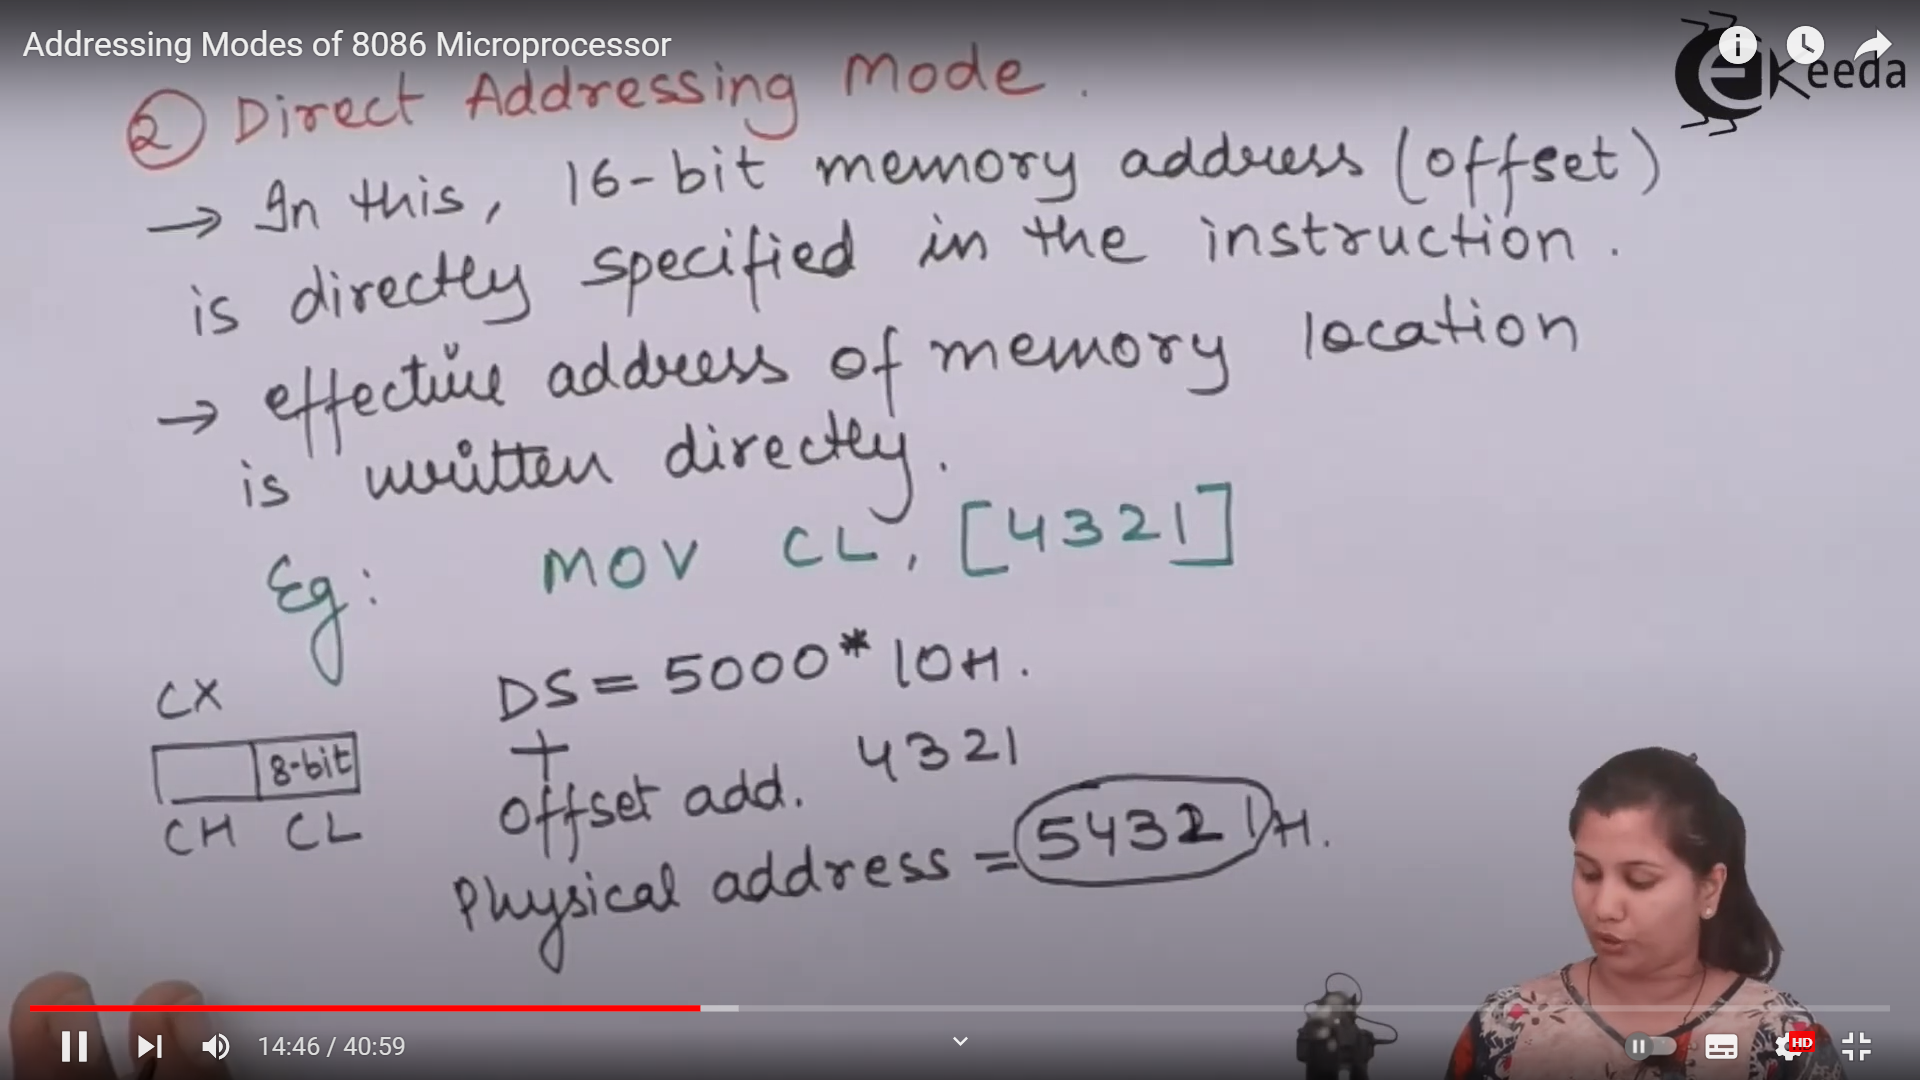 Addressing Modes of 8086 Microprocessor
eKeeda
② Direct Addressing Mode.
→ In this, 16-bit memory address (offset)
is directly specified in the instruction.
→ effective address of memory location
is written directly.
Eg: MOV CL, [4321]
CX
8-bit
CH CL
DS = 5000 * 10H.
+
offset add. 4321
Physical address = 54321H.
14:46 / 40:59
HD